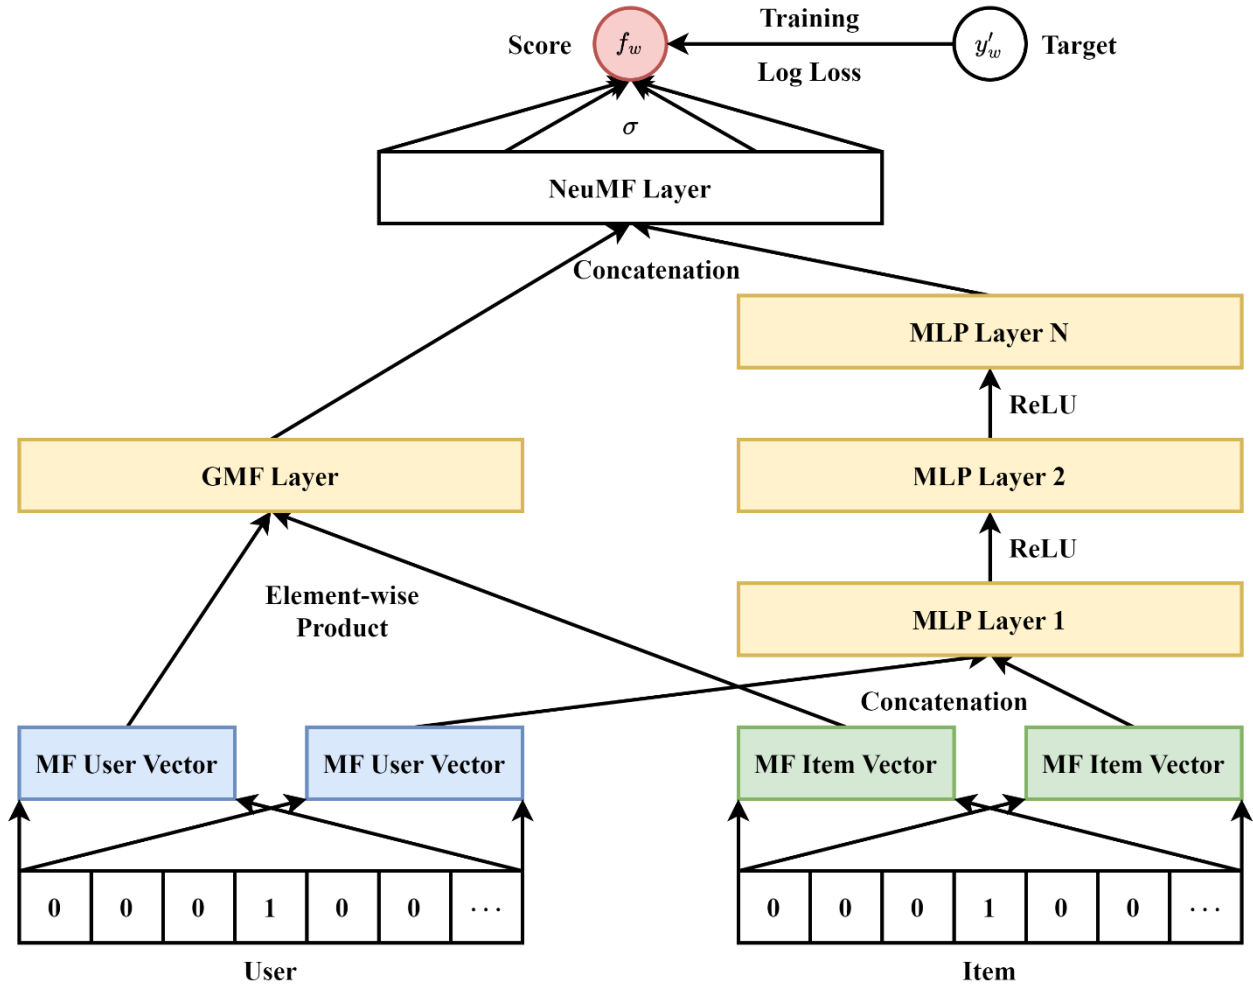 Training
Score
f_w
y'_w
Target
Log Loss
σ
NeuMF Layer
Concatenation
MLP Layer N
ReLU
GMF Layer
MLP Layer 2
ReLU
Element-wise
Product
MLP Layer 1
Concatenation
MF User Vector
MF User Vector
MF Item Vector
MF Item Vector
0 0 0 1 0 0 ...
0 0 0 1 0 0 ...
User
Item